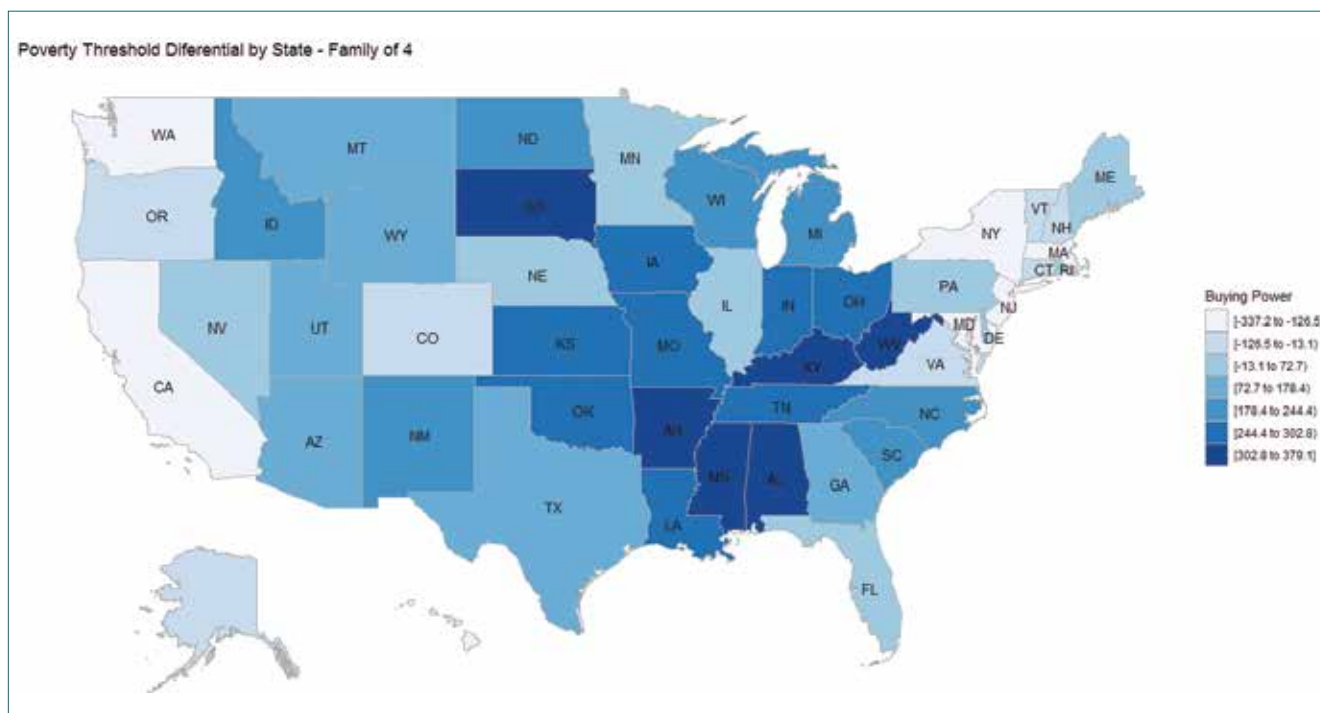 Poverty Threshold Diferential by State - Family of 4
WA
MT
ND
MN
ME
OR
ID
WY
SD
WI
MI
VT
NH
NY
MA
CT RI
NE
IA
PA
NJ
NV
UT
CO
IL
IN
OH
MD
DE
CA
KS
MO
KY
WV
VA
AZ
NM
OK
AR
TN
NC
TX
LA
MS
AL
GA
SC
FL
Buying Power
[-337.2 to -126.5
[-126.5 to -13.1)
[-13.1 to 72.7)
[72.7 to 178.4)
[178.4 to 244.4)
[244.4 to 302.8)
[302.8 to 379.1]